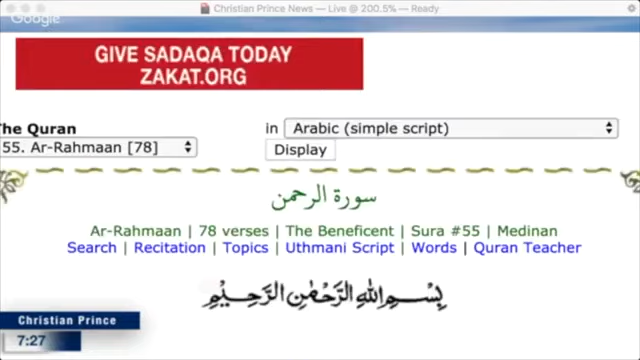 Christian Prince News — Live @ 200.5% — Ready
Google
GIVE SADAQA TODAY
ZAKAT.ORG
The Quran in Arabic (simple script)
55. Ar-Rahmaan [78] Display
سورة الرحمن
Ar-Rahmaan | 78 verses | The Beneficent | Sura #55 | Medinan
Search | Recitation | Topics | Uthmani Script | Words | Quran Teacher
بِسْمِ اللهِ الرَّحْمٰنِ الرَّحِيْمِ
Christian Prince
7:27